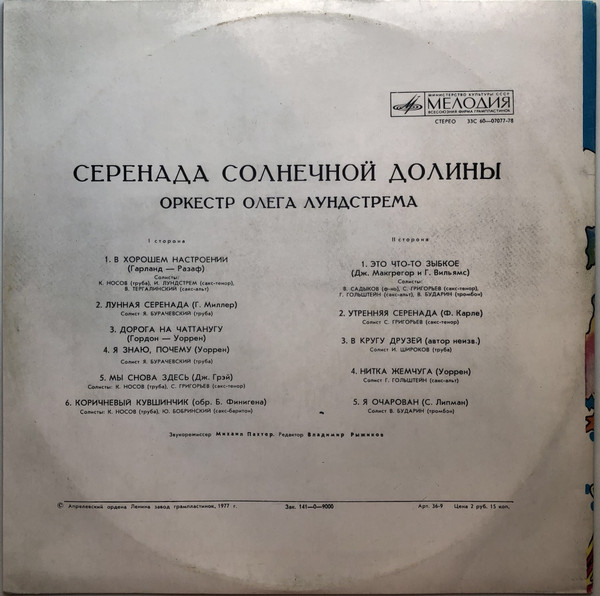 МИНИСТЕРСТВО КУЛЬТУРЫ СССР
МЕЛОДИЯ
ВСЕСОЮЗНАЯ ФИРМА ГРАМПЛАСТИНОК
СТЕРЕО 33С 60—07077-78
СЕРЕНАДА СОЛНЕЧНОЙ ДОЛИНЫ
ОРКЕСТР ОЛЕГА ЛУНДСТРЕМА
I сторона
1. В ХОРОШЕМ НАСТРОЕНИИ
(Гарланд — Разаф)
Солисты:
К. НОСОВ (труба), И. ЛУНДСТРЕМ (сакс-тенор),
В. ТЕРГАЛИНСКИЙ (сакс-альт)
2. ЛУННАЯ СЕРЕНАДА (Г. Миллер)
Солист Я. БУРАЧЕВСКИЙ (труба)
3. ДОРОГА НА ЧАТТАНУГУ
(Гордон — Уоррен)
4. Я ЗНАЮ, ПОЧЕМУ (Уоррен)
Солист Я. БУРАЧЕВСКИЙ (труба)
5. МЫ СНОВА ЗДЕСЬ (Дж. Грэй)
Солисты: К. НОСОВ (труба), С. ГРИГОРЬЕВ (сакс-тенор)
6. КОРИЧНЕВЫЙ КУВШИНЧИК (обр. Б. Финигена)
Солисты: К. НОСОВ (труба), Ю. БОБРИНСКИЙ (сакс-баритон)
II сторона
1. ЭТО ЧТО-ТО ЗЫБКОЕ
(Дж. Макгрегор и Г. Вильямс)
Солисты:
В. САДЫКОВ (ф-но), С. ГРИГОРЬЕВ (сакс-тенор),
Г. ГОЛЬШТЕЙН (сакс-альт), В. БУДАРИН (тромбон)
2. УТРЕННЯЯ СЕРЕНАДА (Ф. Карле)
Солист С. ГРИГОРЬЕВ (сакс-тенор)
3. В КРУГУ ДРУЗЕЙ (автор неизв.)
Солист И. ШИРОКОВ (труба)
4. НИТКА ЖЕМЧУГА (Уоррен)
Солист Г. ГОЛЬШТЕЙН (сакс-альт)
5. Я ОЧАРОВАН (С. Липман)
Солист В. БУДАРИН (тромбон)
Звукорежиссер Михаил Пахтер. Редактор Владимир Рыжиков
© Апрелевский ордена Ленина завод грампластинок, 1977 г. Зак. 141—0—9000 Арт. 36-9 Цена 2 руб. 15 коп.